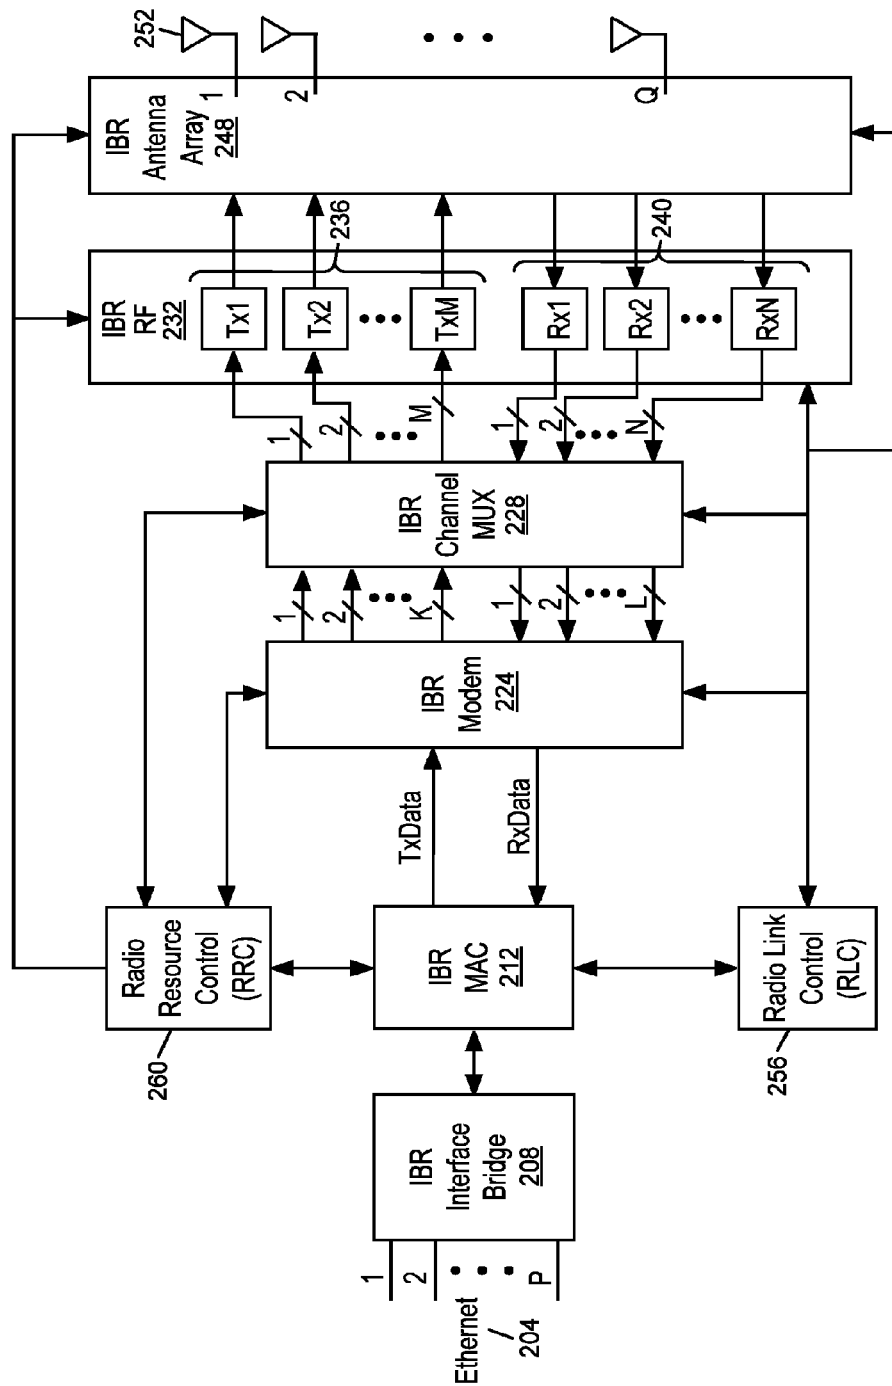 Ethernet
204
1
2
P
IBR
Interface
Bridge
208
260
Radio
Resource
Control
(RRC)
IBR
MAC
212
256
Radio Link
Control
(RLC)
TxData
RxData
IBR
Modem
224
1
2
K
1
2
L
IBR
Channel
MUX
228
1
2
M
1
2
N
IBR
RF
232
Tx1
Tx2
TxM
236
Rx1
Rx2
RxN
240
IBR
Antenna
Array
248
1
2
Q
252